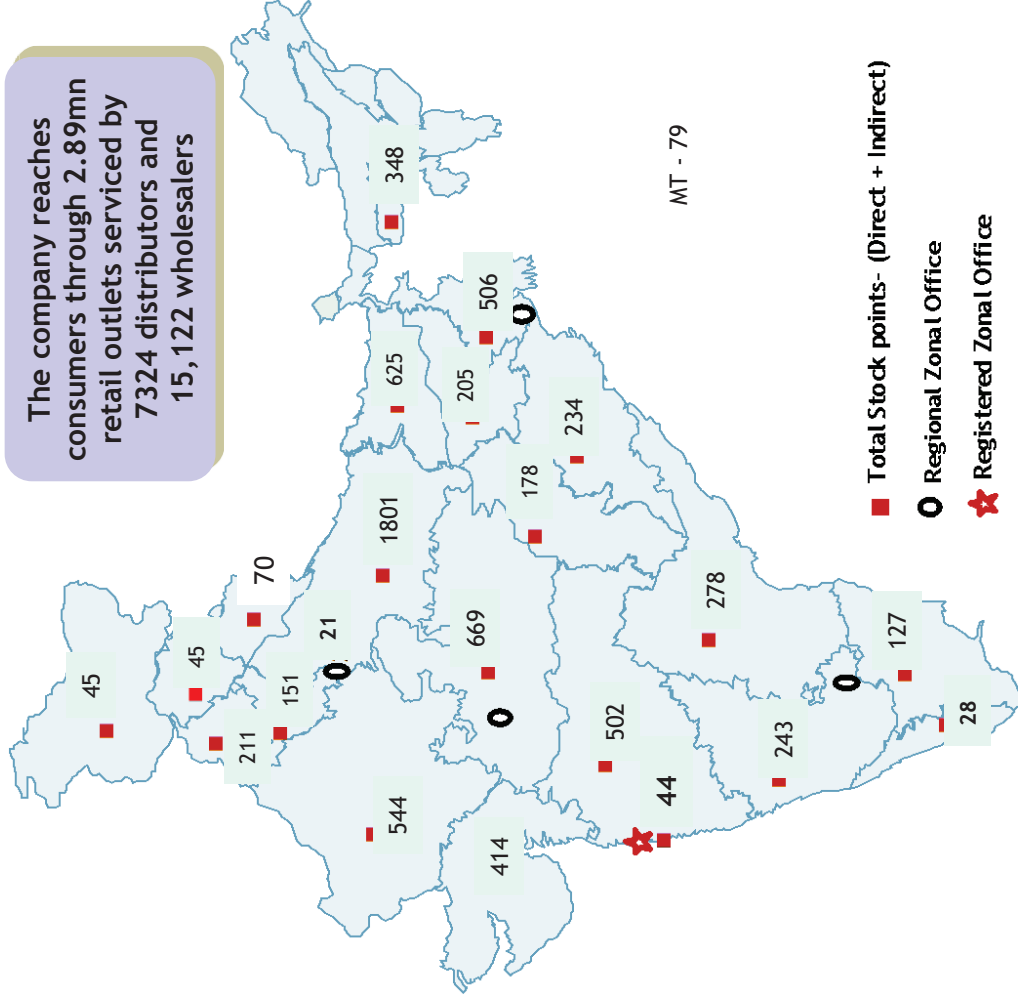 The company reaches
consumers through 2.89mn
retail outlets serviced by
7324 distributors and
15,122 wholesalers
45
45
70
211
151
21
544
1801
625
348
414
669
205
506
178
234
502
44
278
243
127
28
MT - 79
Total Stock points- (Direct + Indirect)
Regional Zonal Office
Registered Zonal Office